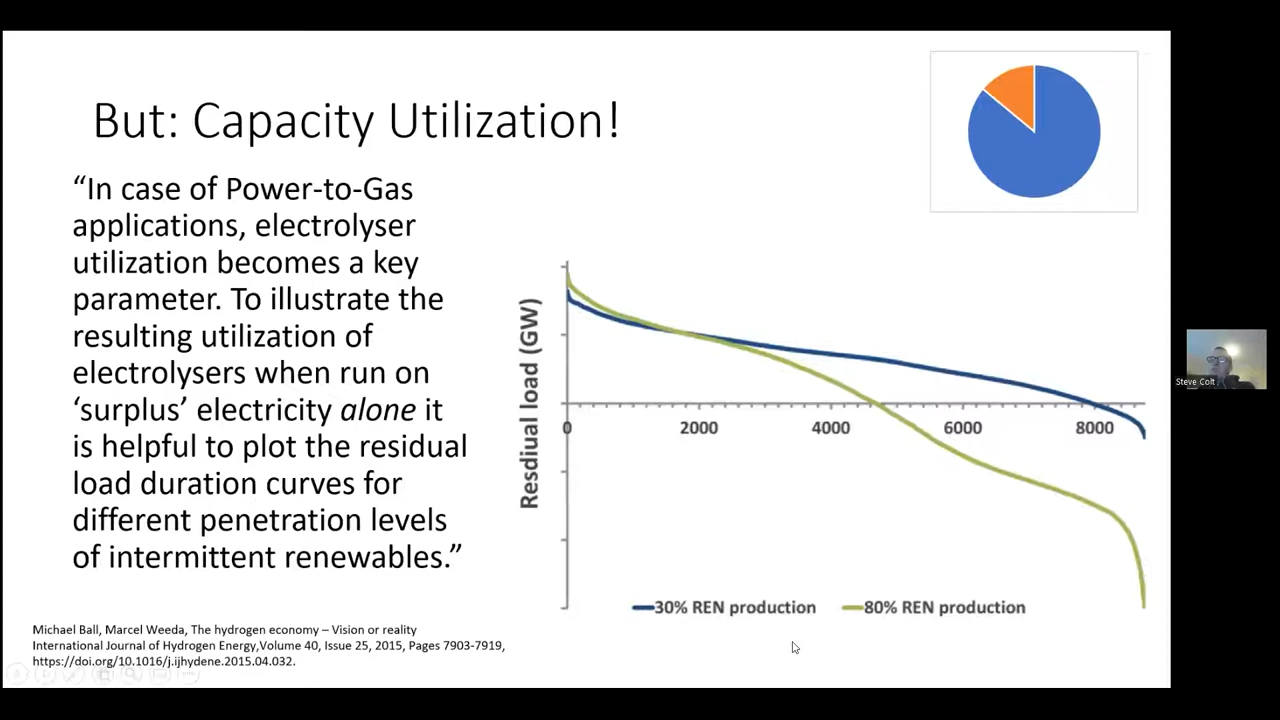 But: Capacity Utilization!
“In case of Power-to-Gas
applications, electrolyser
utilization becomes a key
parameter. To illustrate the
resulting utilization of
electrolysers when run on
‘surplus’ electricity alone it
is helpful to plot the residual
load duration curves for
different penetration levels
of intermittent renewables.”
Resdiual load (GW)
0 2000 4000 6000 8000
30% REN production 80% REN production
Michael Ball, Marcel Weeda, The hydrogen economy – Vision or reality
International Journal of Hydrogen Energy,Volume 40, Issue 25, 2015, Pages 7903-7919,
https://doi.org/10.1016/j.ijhydene.2015.04.032.
Steve Colt